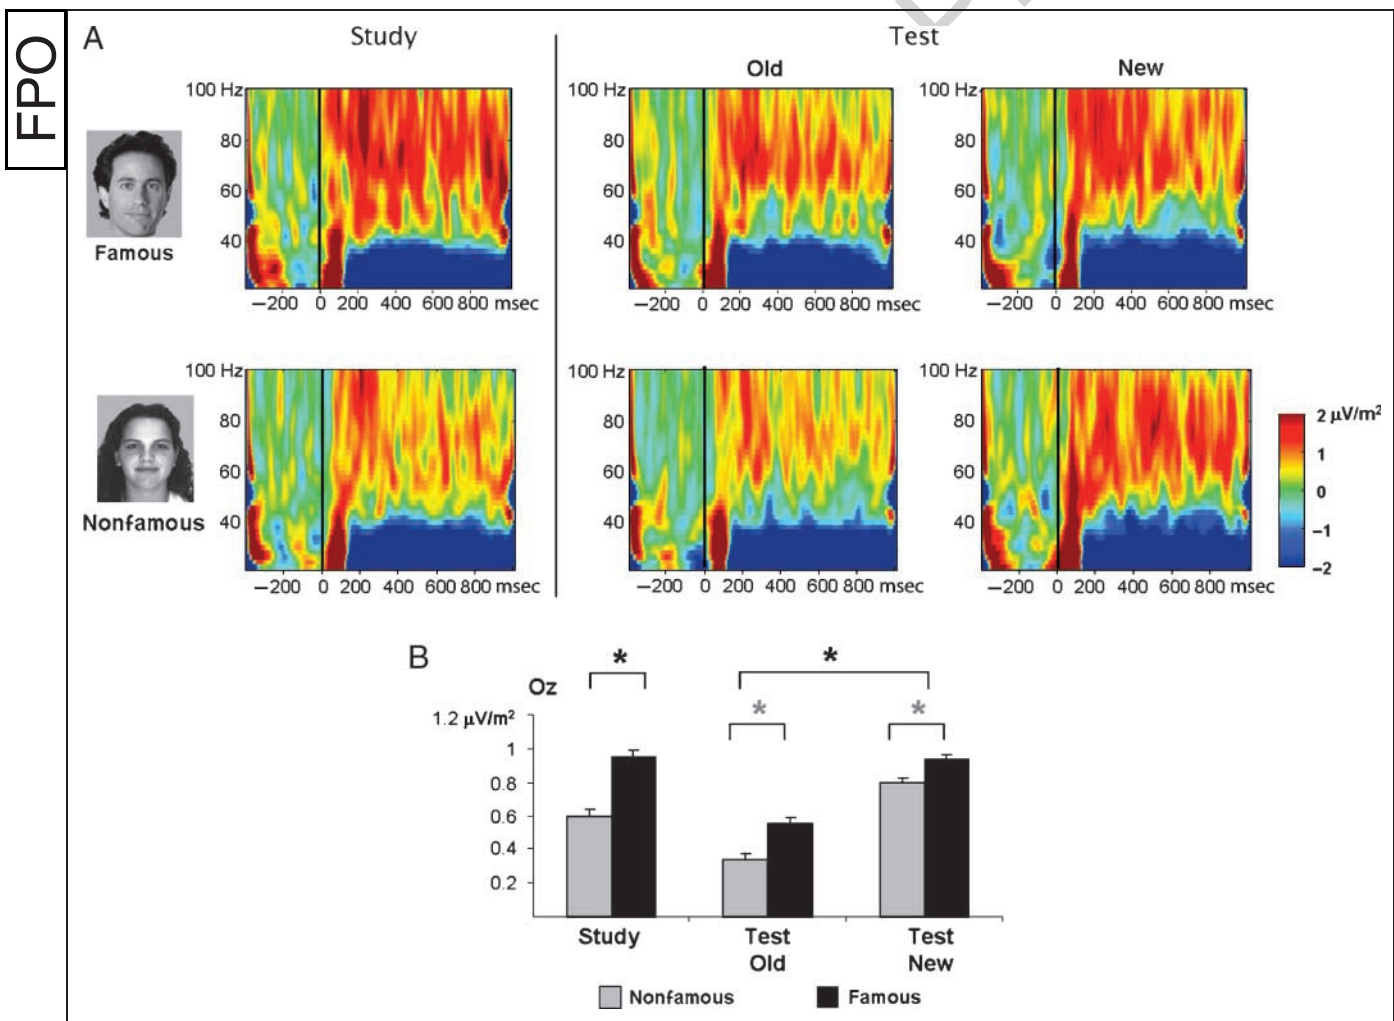 FPO
A
Study
Test
Old
New
100 Hz
80
60
40
−200 0 200 400 600 800 msec
Famous
100 Hz
80
60
40
−200 0 200 400 600 800 msec
100 Hz
80
60
40
−200 0 200 400 600 800 msec
100 Hz
80
60
40
−200 0 200 400 600 800 msec
Nonfamous
100 Hz
80
60
40
−200 0 200 400 600 800 msec
100 Hz
80
60
40
−200 0 200 400 600 800 msec
2 μV/m²
1
0
−1
−2
B
Oz
* * * *
1.2 μV/m²
1
0.8
0.6
0.4
0.2
Study
Test Old
Test New
Nonfamous Famous